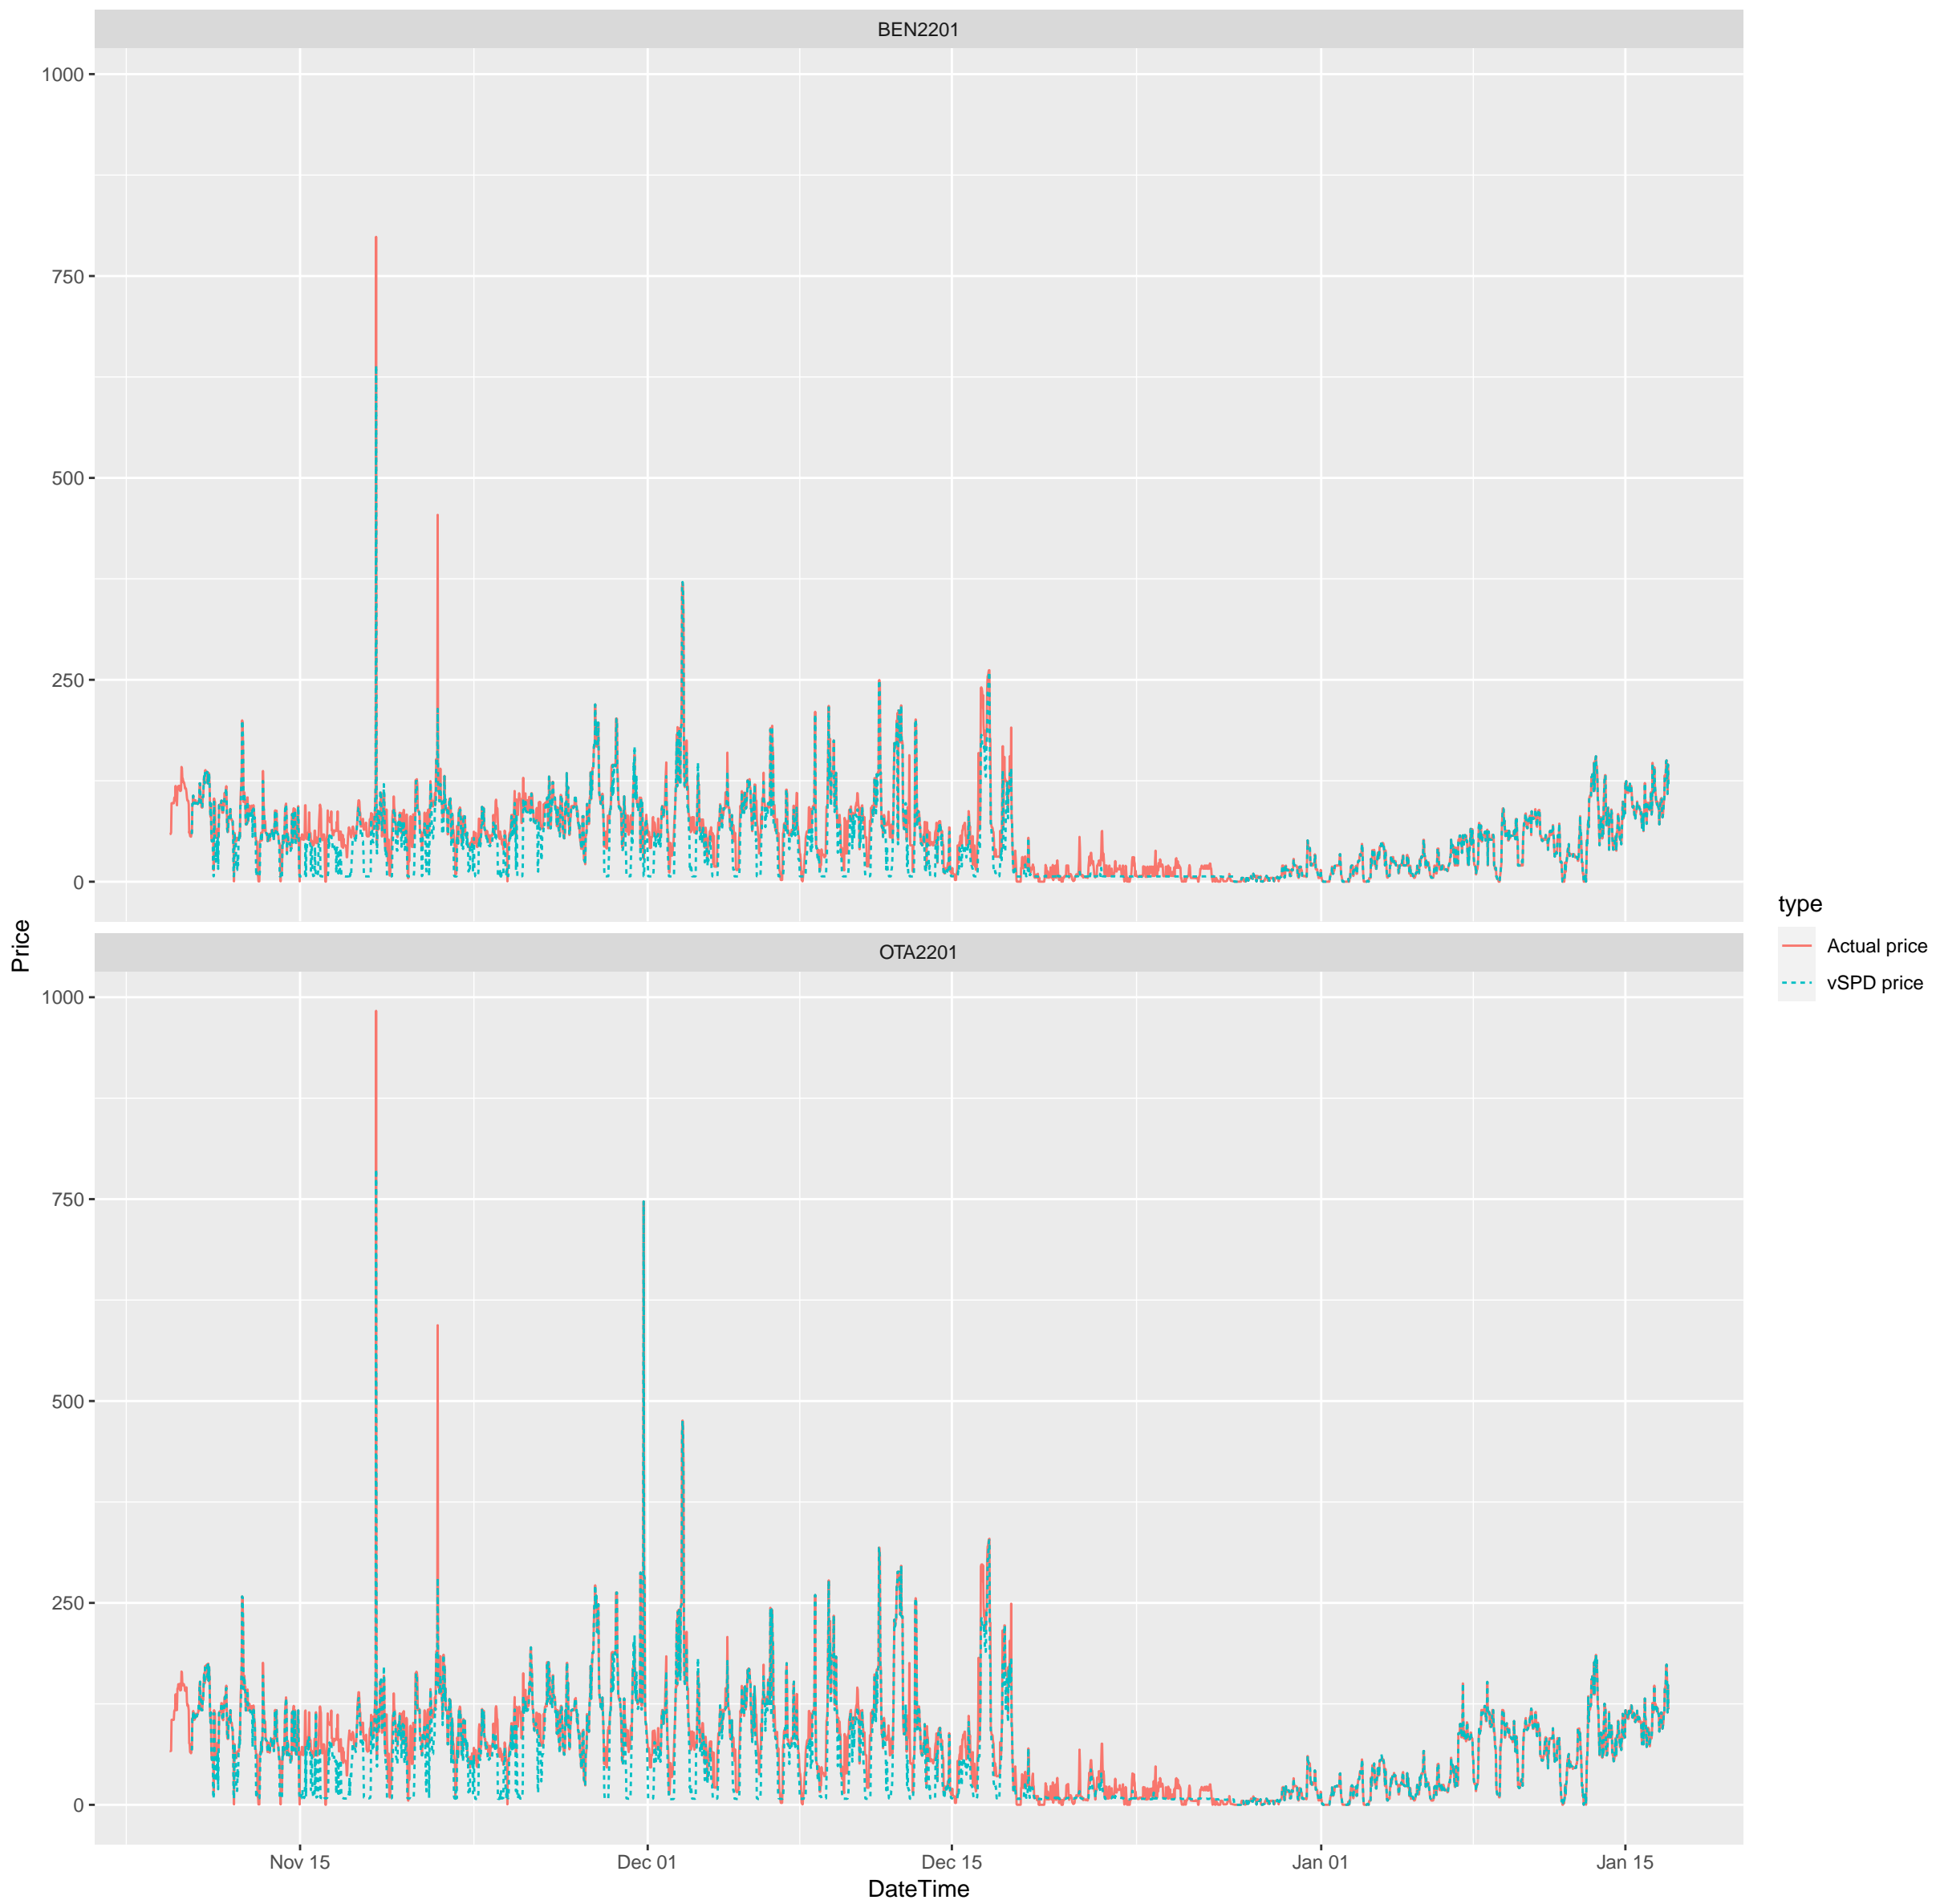 BEN2201
1000
750
500
250
0
OTA2201
1000
750
500
250
0
Nov 15
Dec 01
Dec 15
Jan 01
Jan 15
DateTime
Price
type
Actual price
vSPD price